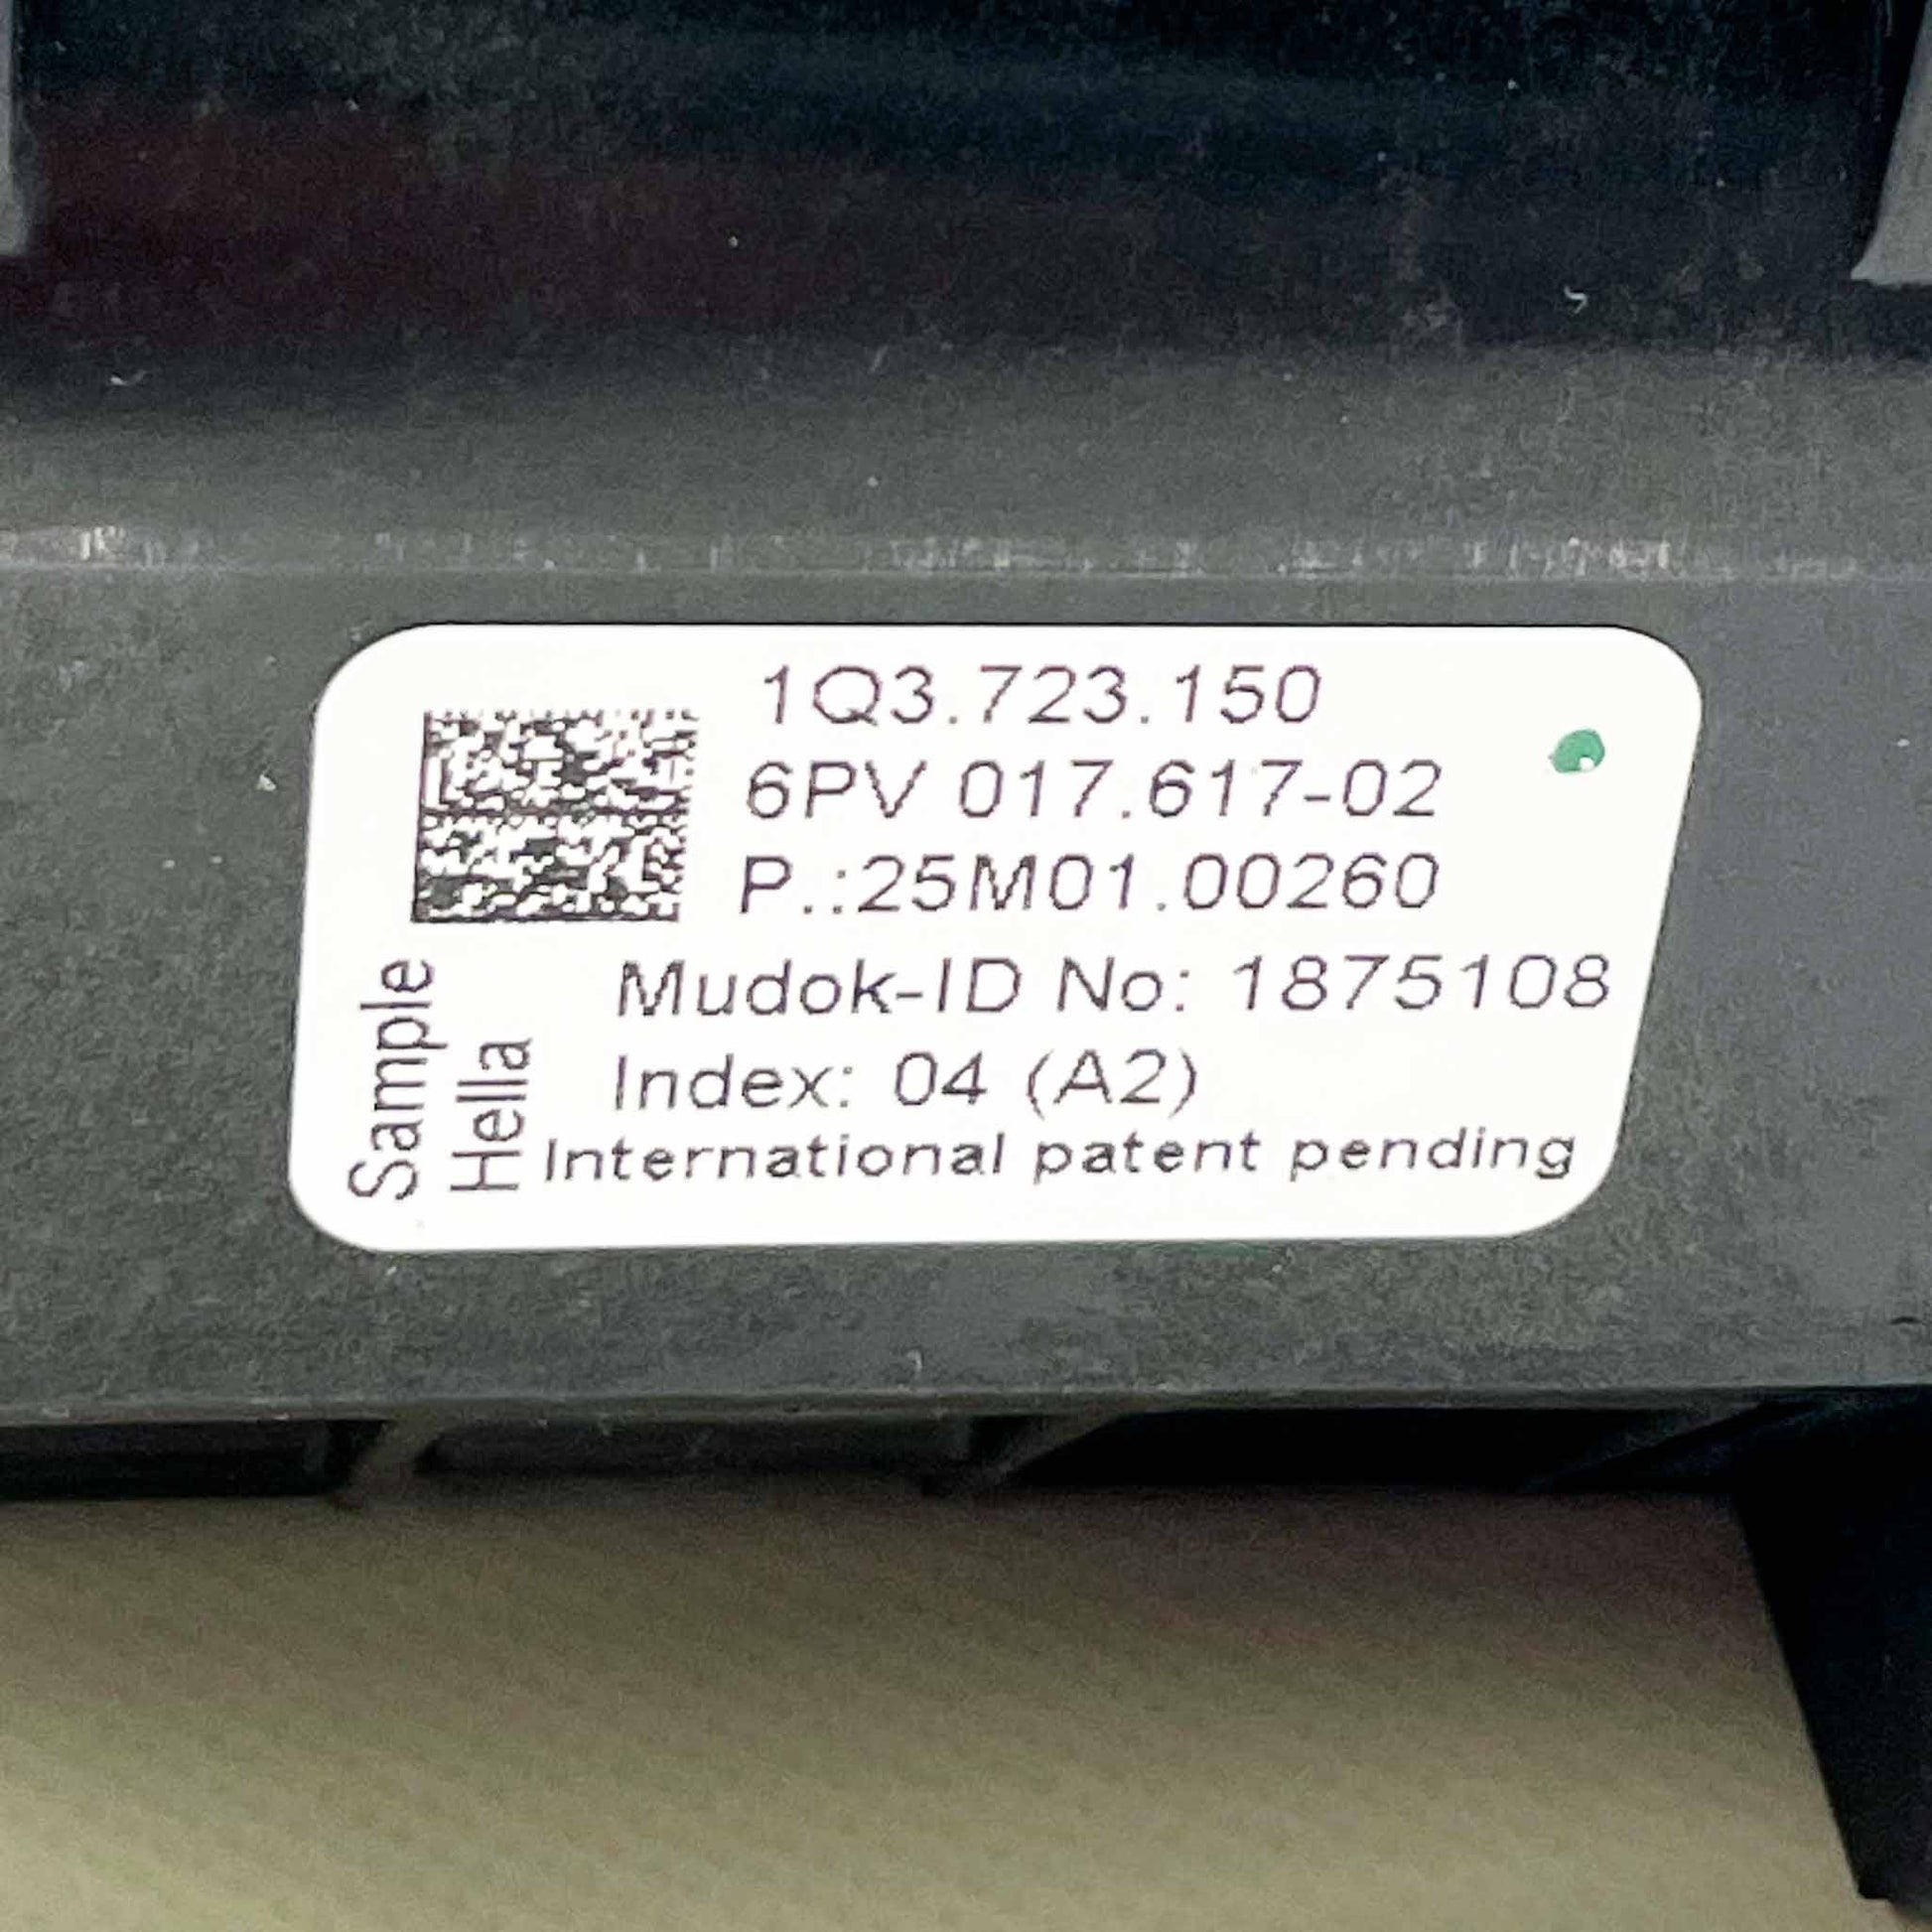 1Q3.723.150
6PV 017.617-02
P.:25M01.00260
Mudok-ID No: 1875108
Index: 04 (A2)
International patent pending
Sample
Hella